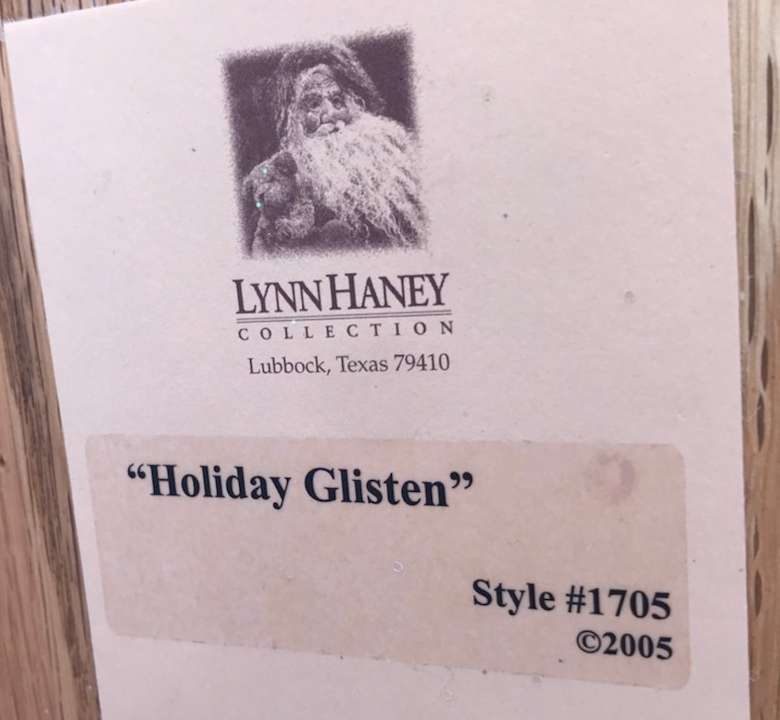 LYNN HANEY
COLLECTION
Lubbock, Texas 79410
“Holiday Glisten”
Style #1705
©2005